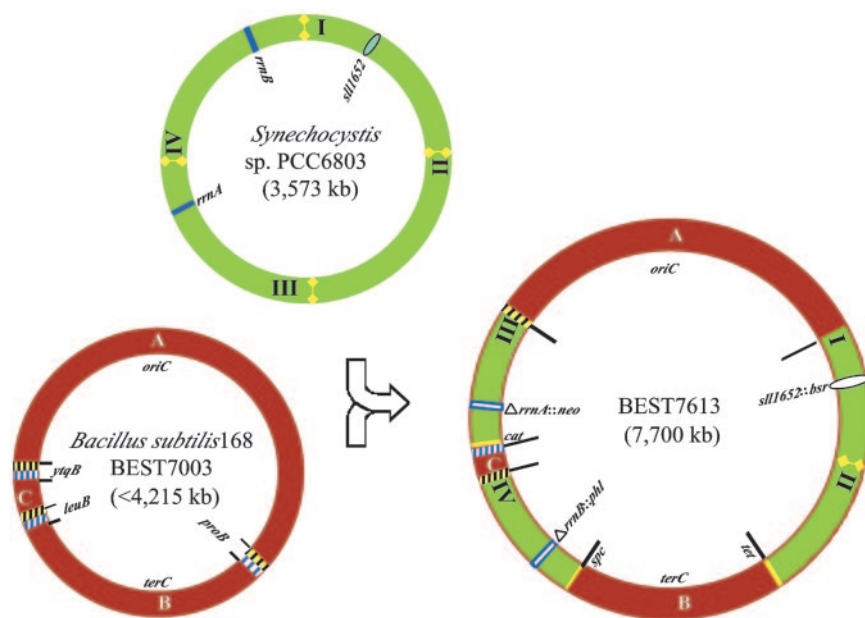 I
sll1652
rrnB
IV
Synechocystis
sp. PCC6803
(3,573 kb)
II
rrnA
III
A
oriC
Bacillus subtilis168
BEST7003
(<4,215 kb)
ytqB
C
leuB
proB
terC
B
A
oriC
III
I
sll1652::bsr
△rrnA::neo
BEST7613
(7,700 kb)
cat
C
IV
II
△rrnB::phl
spc
tet
terC
B